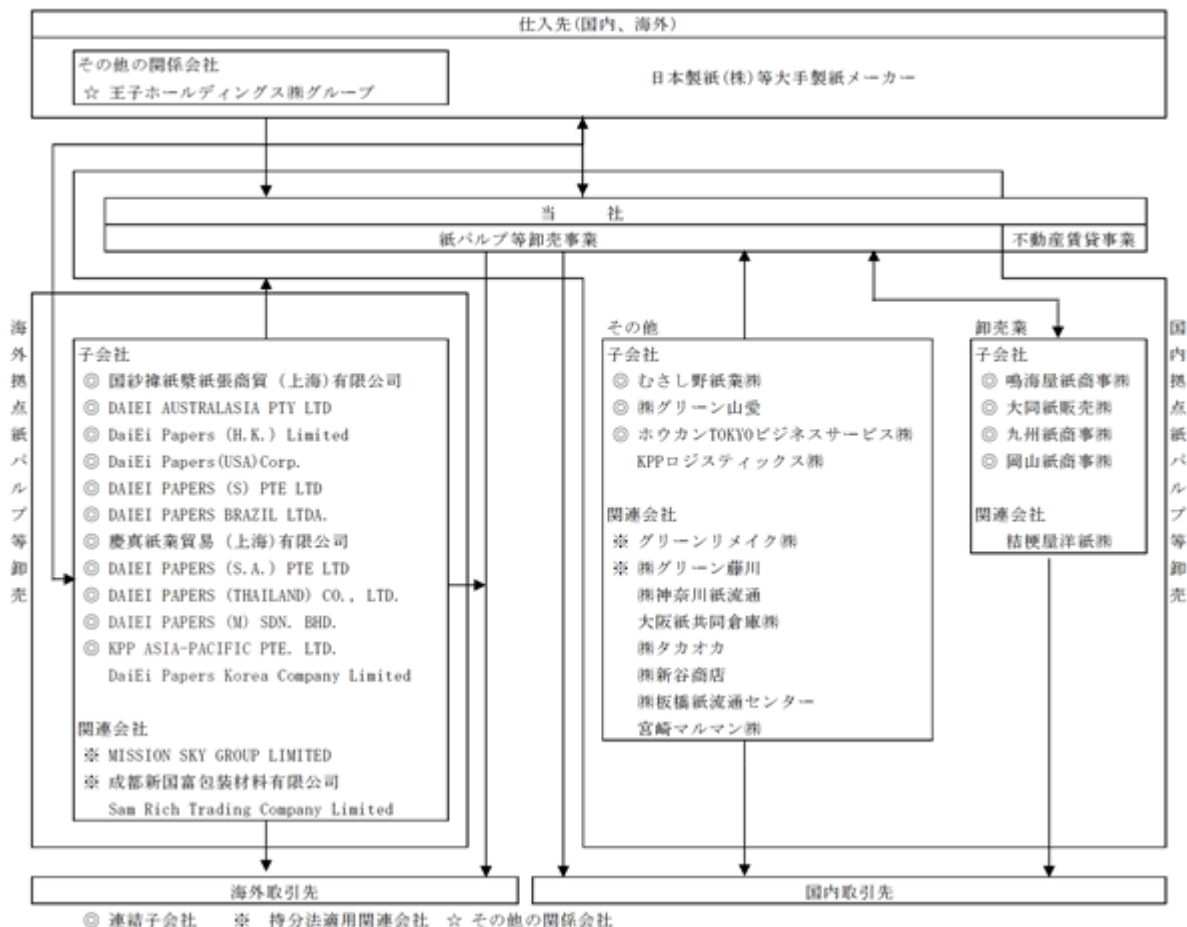 仕入先(国内、海外)
その他の関係会社
☆ 王子ホールディングス㈱グループ
日本製紙(株)等大手製紙メーカー
当　　社
紙パルプ等卸売事業
不動産賃貸事業
海外拠点紙パルプ等卸売
子会社
◎ 国紗褘紙漿紙張商貿 (上海)有限公司
◎ DAIEI AUSTRALASIA PTY LTD
◎ DaiEi Papers (H.K.) Limited
◎ DaiEi Papers(USA)Corp.
◎ DAIEI PAPERS (S) PTE LTD
◎ DAIEI PAPERS BRAZIL LTDA.
◎ 慶真紙業貿易 (上海)有限公司
◎ DAIEI PAPERS (S.A.) PTE LTD
◎ DAIEI PAPERS (THAILAND) CO., LTD.
◎ DAIEI PAPERS (M) SDN. BHD.
◎ KPP ASIA-PACIFIC PTE. LTD.
DaiEi Papers Korea Company Limited
関連会社
※ MISSION SKY GROUP LIMITED
※ 成都新国富包装材料有限公司
Sam Rich Trading Company Limited
その他
子会社
◎ むさし野紙業㈱
◎ ㈱グリーン山愛
◎ ホウカンTOKYOビジネスサービス㈱
KPPロジスティックス㈱
関連会社
※ グリーンリメイク㈱
※ ㈱グリーン藤川
㈱神奈川紙流通
大阪紙共同倉庫㈱
㈱タカオカ
㈱新谷商店
㈱板橋紙流通センター
宮崎マルマン㈱
卸売業
子会社
◎ 鳴海屋紙商事㈱
◎ 大同紙販売㈱
◎ 九州紙商事㈱
◎ 岡山紙商事㈱
関連会社
桔梗屋洋紙㈱
国内拠点紙パルプ等卸売
海外取引先
国内取引先
◎ 連結子会社　※ 持分法適用関連会社 ☆ その他の関係会社